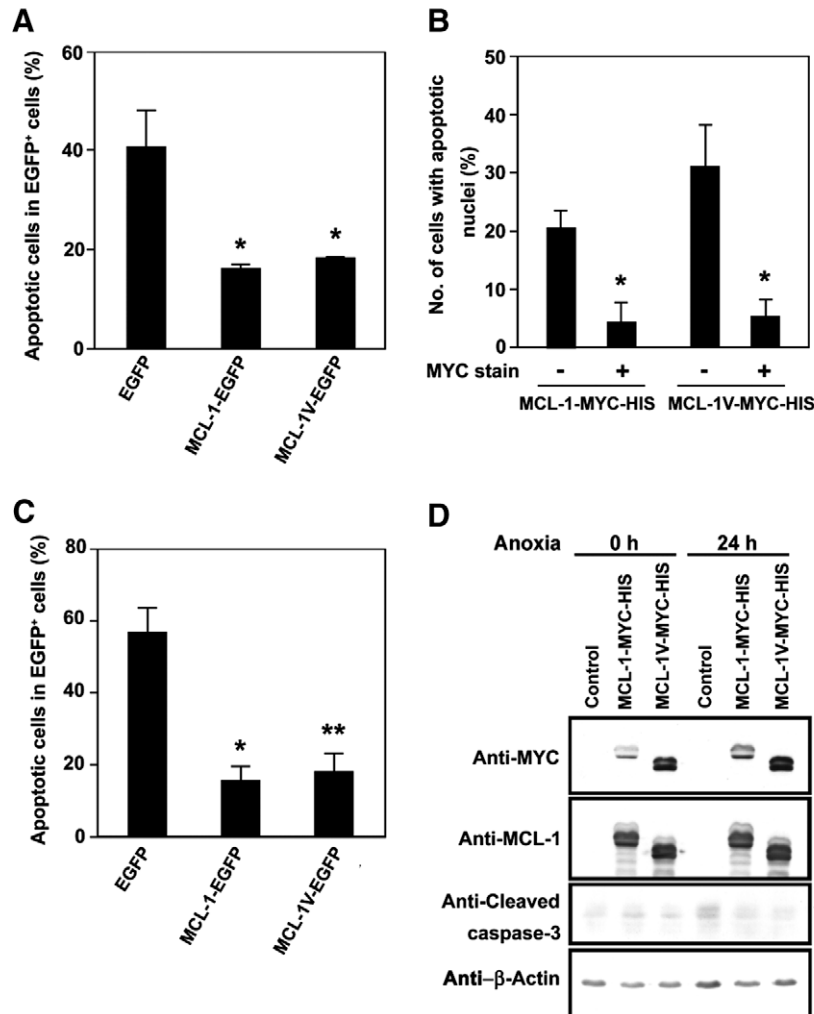 A
Apoptotic cells in EGFP+ cells (%)
60
40
20
0
*
*
EGFP
MCL-1-EGFP
MCL-1V-EGFP
B
No. of cells with apoptotic
nuclei (%)
50
40
30
20
10
0
*
*
MYC stain - + - +
MCL-1-MYC-HIS MCL-1V-MYC-HIS
C
Apoptotic cells in EGFP+ cells (%)
80
60
40
20
0
*
**
EGFP
MCL-1-EGFP
MCL-1V-EGFP
D
Anoxia 0 h 24 h
Control
MCL-1-MYC-HIS
MCL-1V-MYC-HIS
Control
MCL-1-MYC-HIS
MCL-1V-MYC-HIS
Anti-MYC
Anti-MCL-1
Anti-Cleaved
caspase-3
Anti–β-Actin